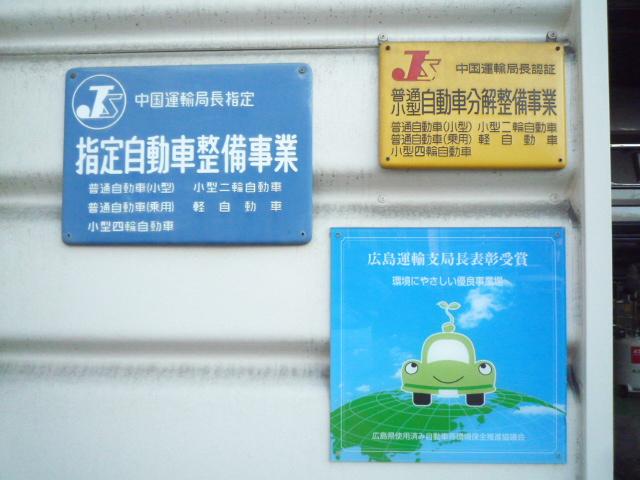 JS
中国運輸局長指定
指定自動車整備事業
普通自動車(小型) 小型二輪自動車
普通自動車(乗用) 軽自動車
小型四輪自動車
JS
中国運輸局長認証
普通
小型
自動車分解整備事業
普通自動車(小型) 小型二輪自動車
普通自動車(乗用) 軽自動車
小型四輪自動車
広島運輸支局長表彰受賞
環境にやさしい優良事業場
広島県使用済み自動車等環境保全推進協議会